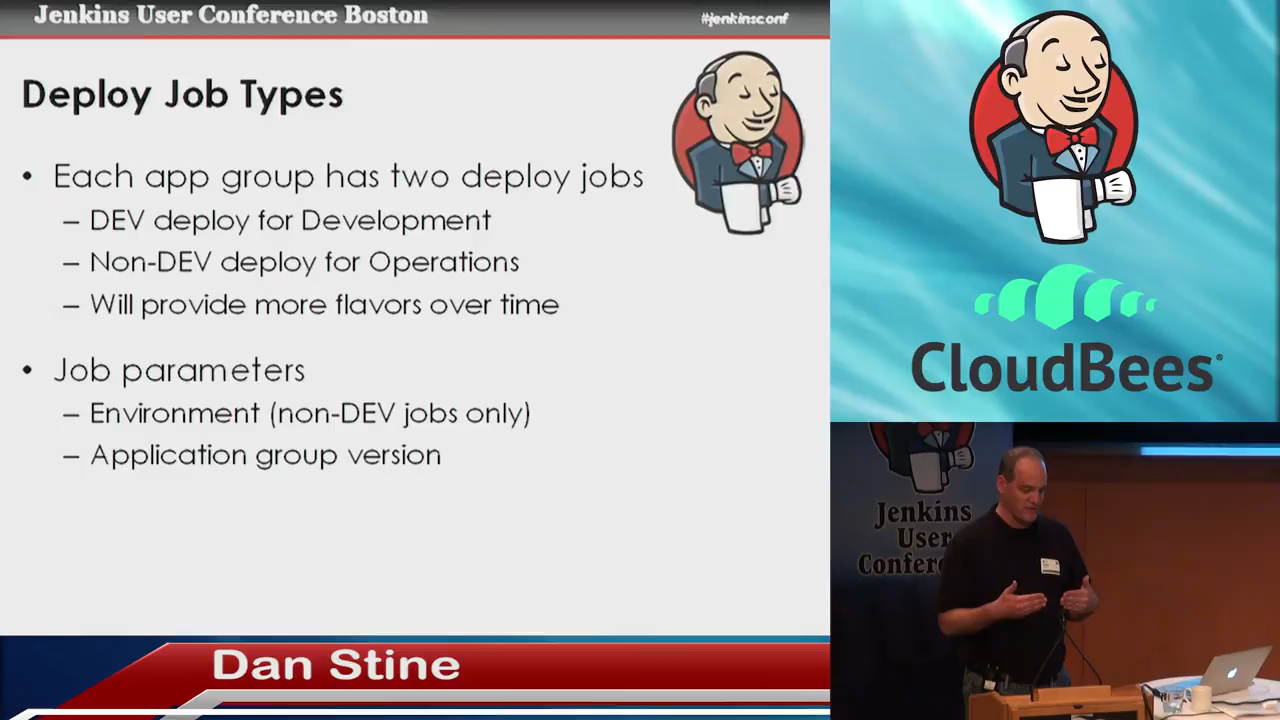 Jenkins User Conference Boston
#jenkinsconf
Deploy Job Types
• Each app group has two deploy jobs
– DEV deploy for Development
– Non-DEV deploy for Operations
– Will provide more flavors over time
• Job parameters
– Environment (non-DEV jobs only)
– Application group version
Dan Stine
CloudBees®
Jenkins
User
Confere